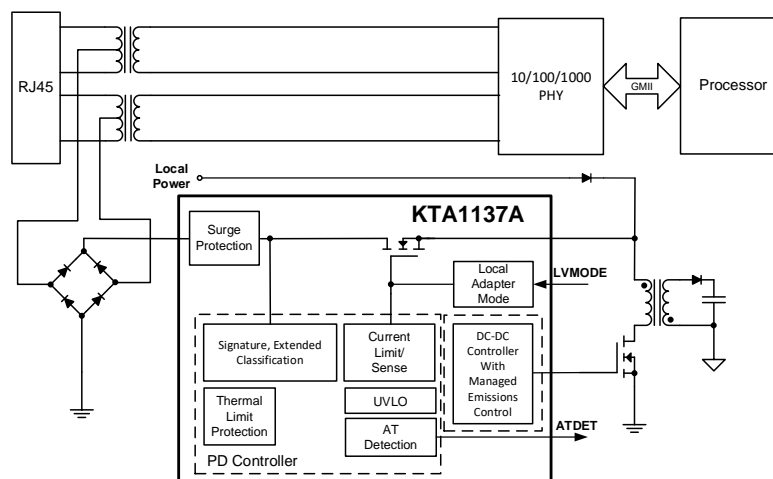 RJ45
10/100/1000
PHY
GMII
Processor
Local
Power
KTA1137A
Surge
Protection
Local
Adapter
Mode
LVMODE
Signature, Extended
Classification
Current
Limit/
Sense
DC-DC
Controller
With
Managed
Emissions
Control
Thermal
Limit
Protection
UVLO
AT
Detection
ATDET
PD Controller